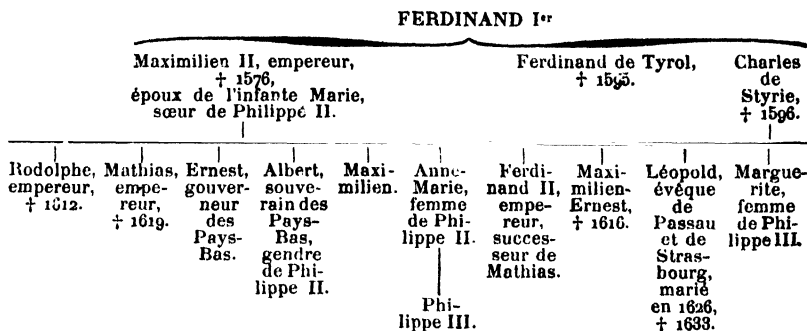 FERDINAND Iᵉʳ
Maximilien II, empereur,
† 1576,
époux de l'infante Marie,
sœur de Philippe II.
Ferdinand de Tyrol,
† 1595.
Charles
de
Styrie,
† 1596.
Rodolphe,
empereur,
† 1612.
Mathias,
empe-
reur,
† 1619.
Ernest,
gouver-
neur
des
Pays-
Bas.
Albert,
souve-
rain des
Pays-
Bas,
gendre
de Phi-
lippe II.
Maxi-
milien.
Anne-
Marie,
femme
de Phi-
lippe II.
Phi-
lippe III.
Ferdi-
nand II,
empe-
reur,
succes-
seur de
Mathias.
Maxi-
milien-
Ernest,
† 1616.
Léopold,
évêque
de
Passau
et de
Stras-
bourg,
marié
en 1626,
† 1633.
Margue-
rite,
femme
de Phi-
lippe III.